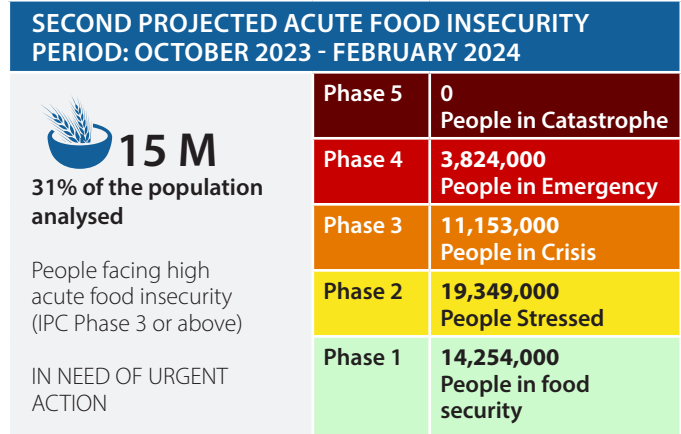 SECOND PROJECTED ACUTE FOOD INSECURITY
PERIOD: OCTOBER 2023 - FEBRUARY 2024
15 M
31% of the population
analysed
People facing high
acute food insecurity
(IPC Phase 3 or above)
IN NEED OF URGENT
ACTION
Phase 5
0
People in Catastrophe
Phase 4
3,824,000
People in Emergency
Phase 3
11,153,000
People in Crisis
Phase 2
19,349,000
People Stressed
Phase 1
14,254,000
People in food
security